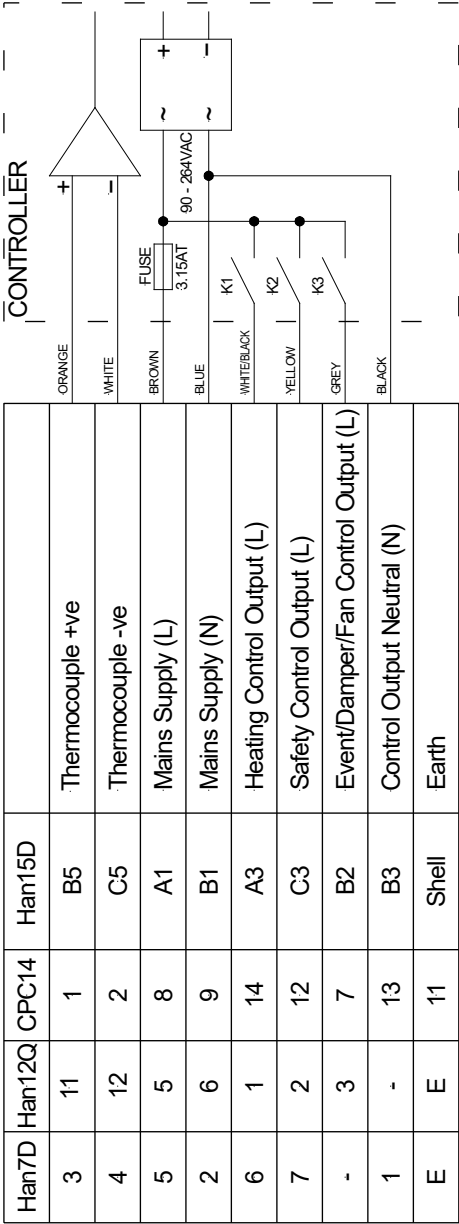 CONTROLLER
+
-
+
-
~
~
90 - 264VAC
FUSE
3.15AT
K1
K2
K3
ORANGE
WHITE
BROWN
BLUE
WHITE/BLACK
YELLOW
GREY
BLACK
Han7D Han12Q CPC14 Han15D
3 11 1 B5 Thermocouple +ve
4 12 2 C5 Thermocouple -ve
5 5 8 A1 Mains Supply (L)
2 6 9 B1 Mains Supply (N)
6 1 14 A3 Heating Control Output (L)
7 2 12 C3 Safety Control Output (L)
- 3 7 B2 Event/Damper/Fan Control Output (L)
1 - 13 B3 Control Output Neutral (N)
E E 11 Shell Earth